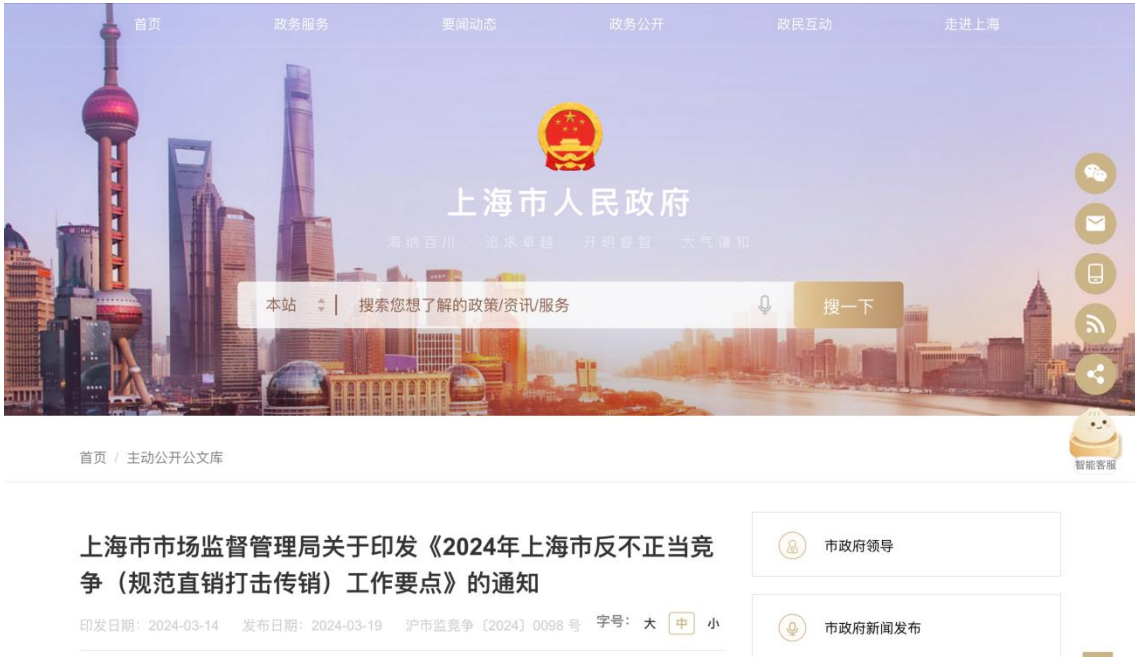 首页 政务服务 要闻动态 政务公开 政民互动 走进上海
上海市人民政府
海纳百川 · 追求卓越 · 开明睿智 · 大气谦和
本站 搜索您想了解的政策/资讯/服务 搜一下
智能客服
首页 / 主动公开公文库
上海市市场监督管理局关于印发《2024年上海市反不正当竞
争（规范直销打击传销）工作要点》的通知
印发日期：2024-03-14 发布日期：2024-03-19 沪市监竞争〔2024〕0098 号 字号： 大 中 小
市政府领导
市政府新闻发布